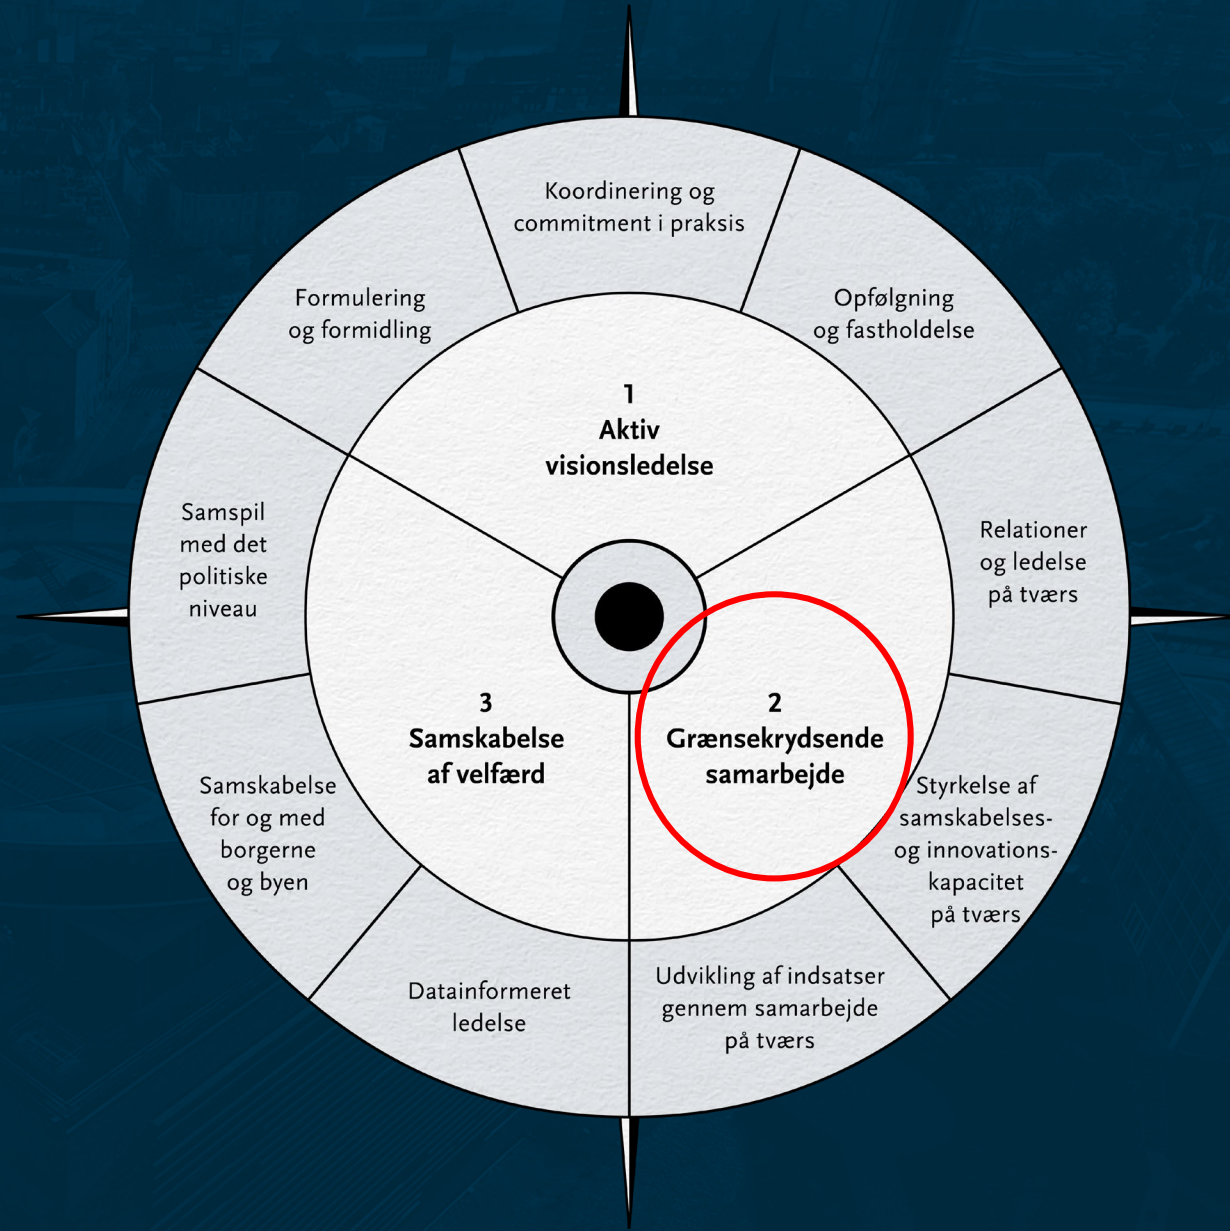 Koordinering og
commitment i praksis
Formulering
og formidling
Opfølgning
og fastholdelse
1
Aktiv
visionsledelse
Samspil
med det
politiske
niveau
Relationer
og ledelse
på tværs
3
Samskabelse
af velfærd
2
Grænsekrydsende
samarbejde
Samskabelse
for og med
borgerne
og byen
Styrkelse af
samskabelses-
og innovations-
kapacitet
på tværs
Datainformeret
ledelse
Udvikling af indsatser
gennem samarbejde
på tværs